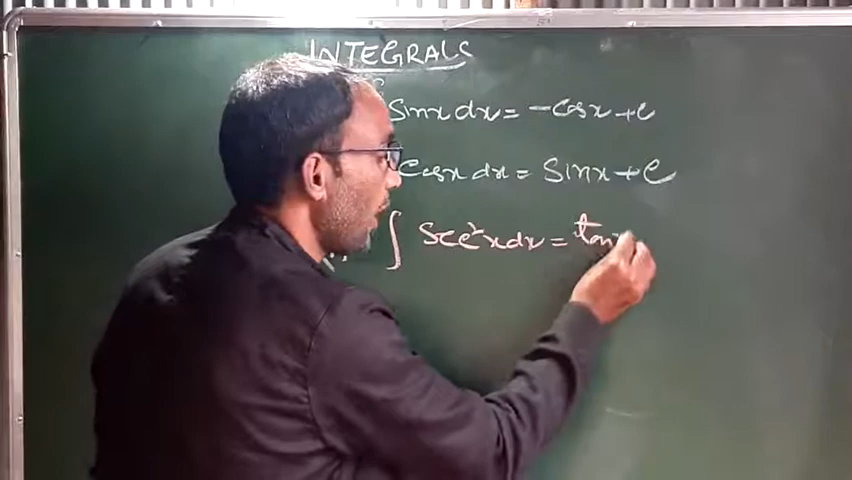 INTEGRALS
∫ Sinx dx = -Cosx + c
Cosx dx = Sinx + c
∫ Sec²x dx = tan